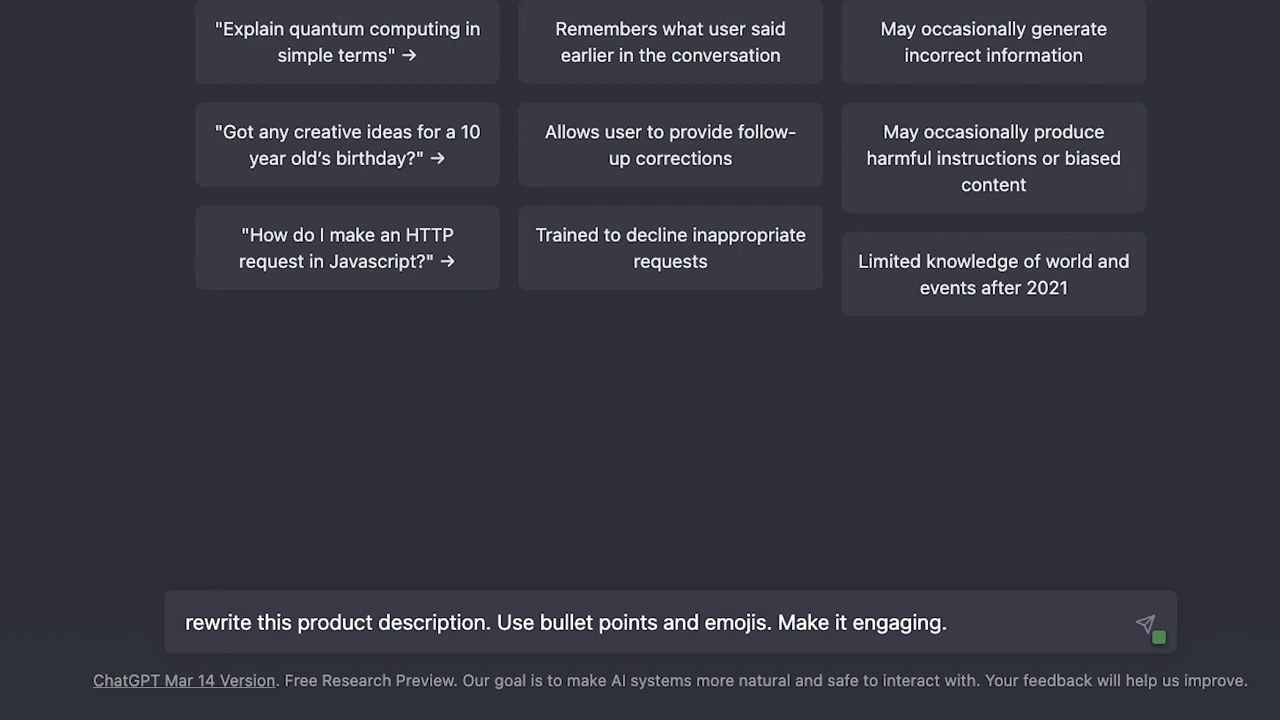 "Explain quantum computing in
simple terms" →
Remembers what user said
earlier in the conversation
May occasionally generate
incorrect information
"Got any creative ideas for a 10
year old's birthday?" →
Allows user to provide follow-
up corrections
May occasionally produce
harmful instructions or biased
content
"How do I make an HTTP
request in Javascript?" →
Trained to decline inappropriate
requests
Limited knowledge of world and
events after 2021
rewrite this product description. Use bullet points and emojis. Make it engaging.
ChatGPT Mar 14 Version. Free Research Preview. Our goal is to make AI systems more natural and safe to interact with. Your feedback will help us improve.